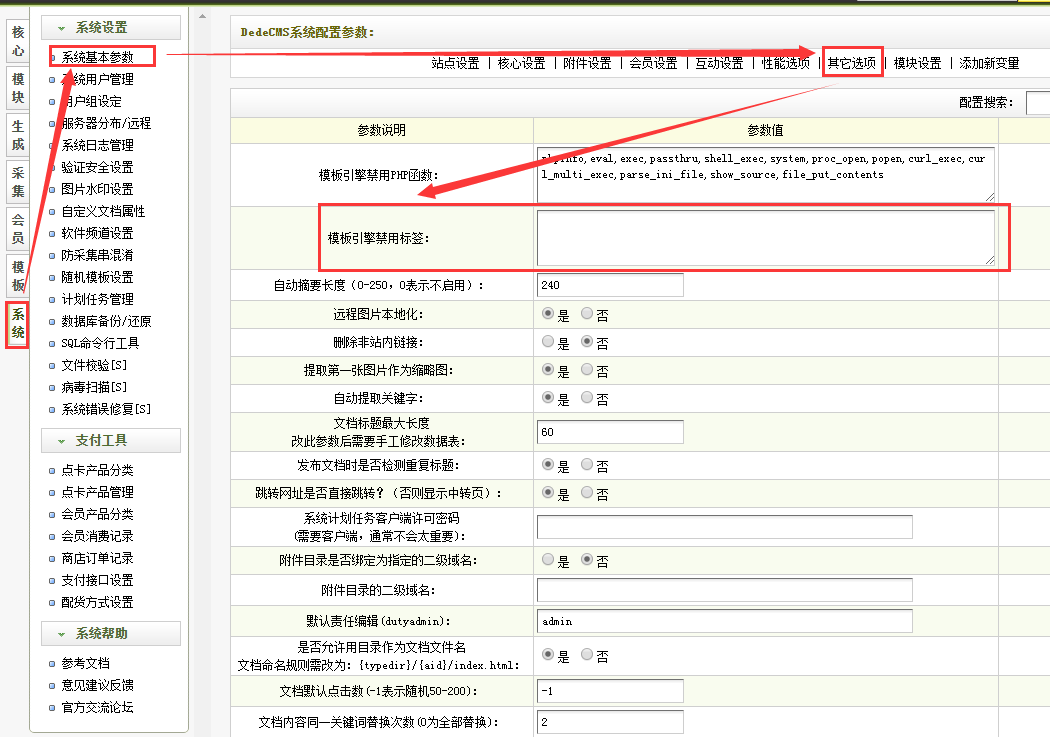 核心
模块
生成
采集
会员
模板
系统
系统设置
系统基本参数
系统用户管理
用户组设定
服务器分布/远程
系统日志管理
验证安全设置
图片水印设置
自定义文档属性
软件频道设置
防采集串混淆
随机模板设置
计划任务管理
数据库备份/还原
SQL命令行工具
文件校验[S]
病毒扫描[S]
系统错误修复[S]
支付工具
点卡产品分类
点卡产品管理
会员产品分类
会员消费记录
商店订单记录
支付接口设置
配货方式设置
系统帮助
参考文档
意见建议反馈
官方交流论坛
DedeCMS系统配置参数：
站点设置 | 核心设置 | 附件设置 | 会员设置 | 互动设置 | 性能选项 | 其它选项 | 模块设置 | 添加新变量
配置搜索：
参数说明 参数值
模板引擎禁用PHP函数： phpinfo,eval,exec,passthru,shell_exec,system,proc_open,popen,curl_exec,cur
l_multi_exec,parse_ini_file,show_source,file_put_contents
模板引擎禁用标签：
自动摘要长度（0-250，0表示不启用）： 240
远程图片本地化： 是 否
删除非站内链接： 是 否
提取第一张图片作为缩略图： 是 否
自动提取关键字： 是 否
文档标题最大长度
改此参数后需要手工修改数据表： 60
发布文档时是否检测重复标题： 是 否
跳转网址是否直接跳转？（否则显示中转页）： 是 否
系统计划任务客户端许可密码
(需要客户端，通常不会太重要)：
附件目录是否绑定为指定的二级域名： 是 否
附件目录的二级域名：
默认责任编辑(dutyadmin)： admin
是否允许用目录作为文档文件名
文档命名规则需改为：{typedir}/{aid}/index.html： 是 否
文档默认点击数(-1表示随机50-200)： -1
文档内容同一关键词替换次数(0为全部替换)： 2